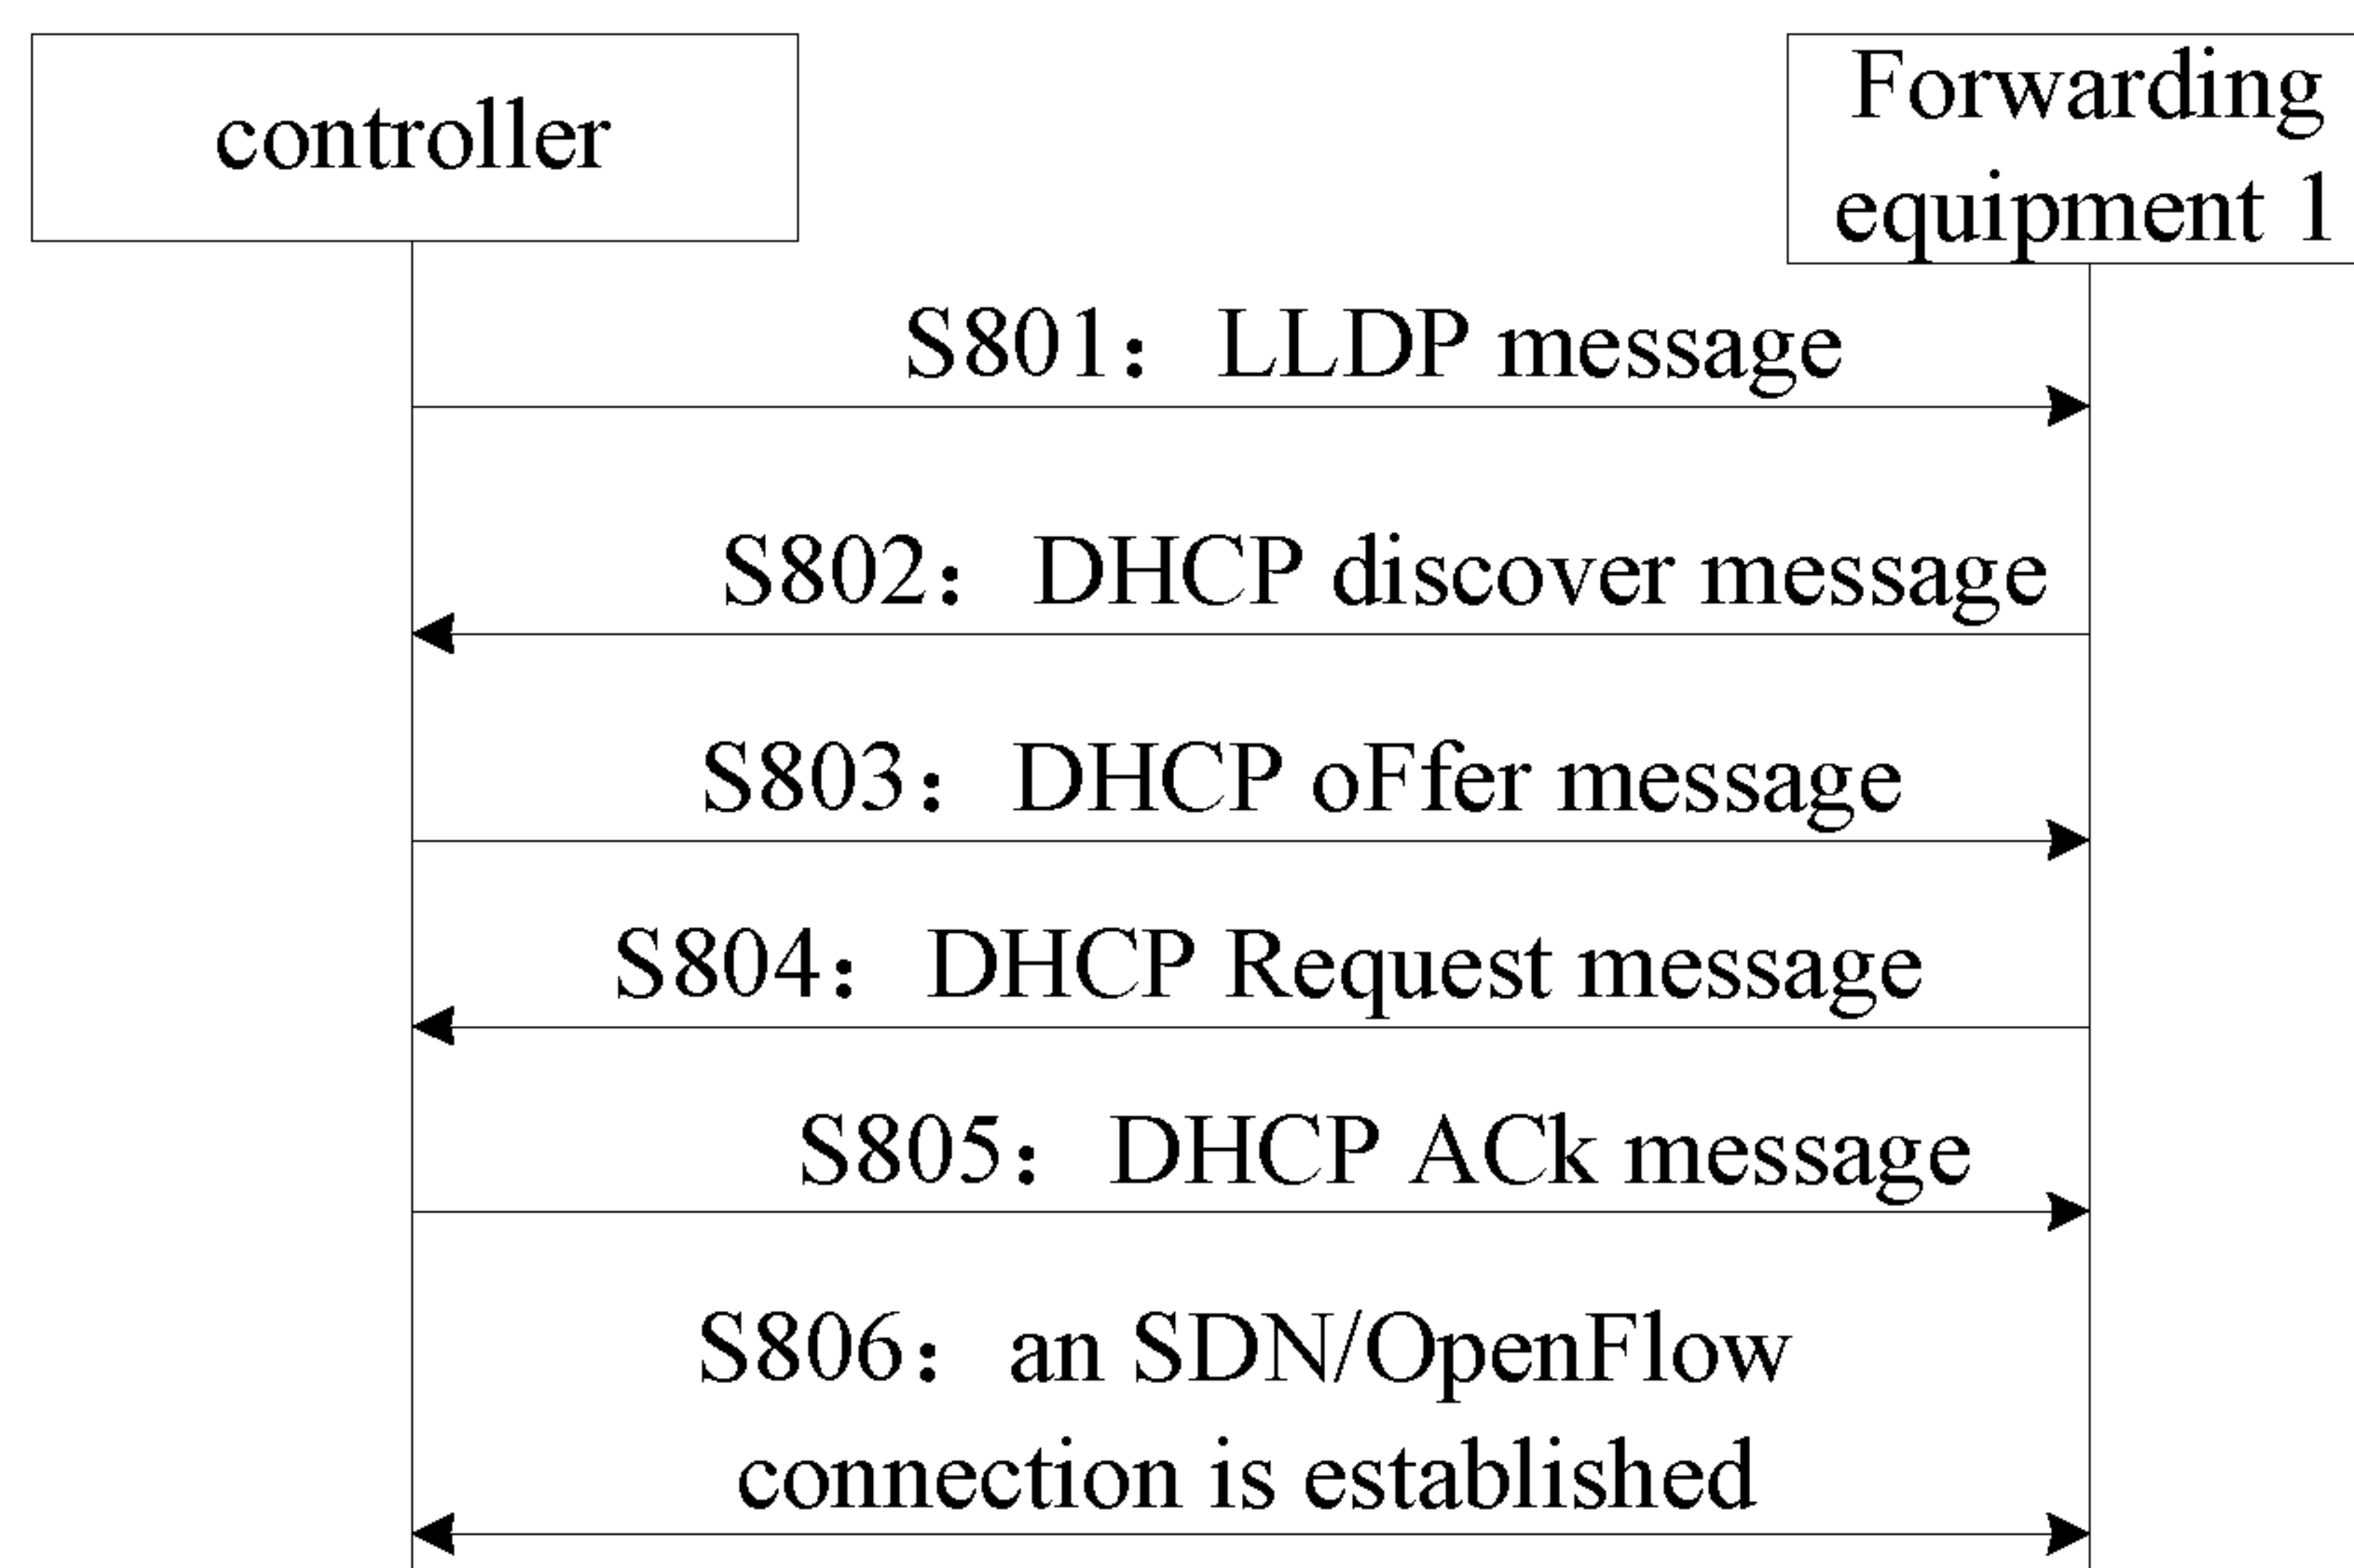 controller
Forwarding
equipment 1
S801： LLDP message
S802： DHCP discover message
S803： DHCP oFfer message
S804： DHCP Request message
S805： DHCP ACk message
S806： an SDN/OpenFlow
connection is established